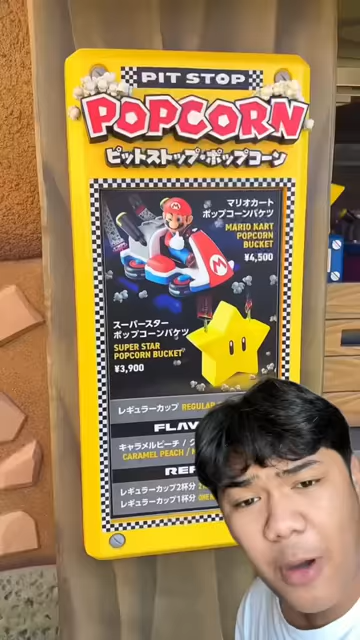 PIT STOP
POPCORN
ピットストップ・ポップコーン
マリオカート
ポップコーンバケツ
MARIO KART
POPCORN
BUCKET
¥4,500
スーパースター
ポップコーンバケツ
SUPER STAR
POPCORN BUCKET
¥3,900
レギュラーカップ REGULAR
キャラメルピーチ /
CARAMEL PEACH /
レギュラーカップ2杯分
レギュラーカップ1杯分